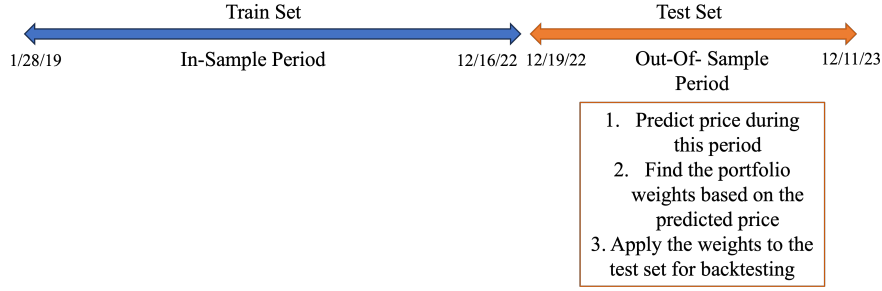 Train Set
Test Set
1/28/19
In-Sample Period
12/16/22
12/19/22
Out-Of- Sample
Period
12/11/23
1. Predict price during
this period
2. Find the portfolio
weights based on the
predicted price
3. Apply the weights to the
test set for backtesting